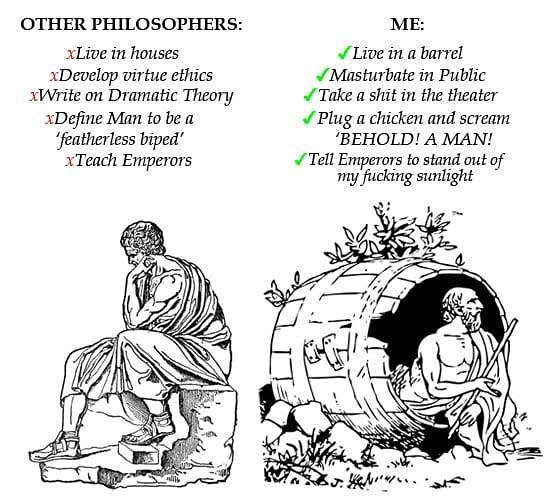 OTHER PHILOSOPHERS:
xLive in houses
xDevelop virtue ethics
xWrite on Dramatic Theory
xDefine Man to be a
‘featherless biped’
xTeach Emperors
ME:
✓Live in a barrel
✓Masturbate in Public
✓Take a shit in the theater
✓Plug a chicken and scream
‘BEHOLD! A MAN!
✓Tell Emperors to stand out of
my fucking sunlight